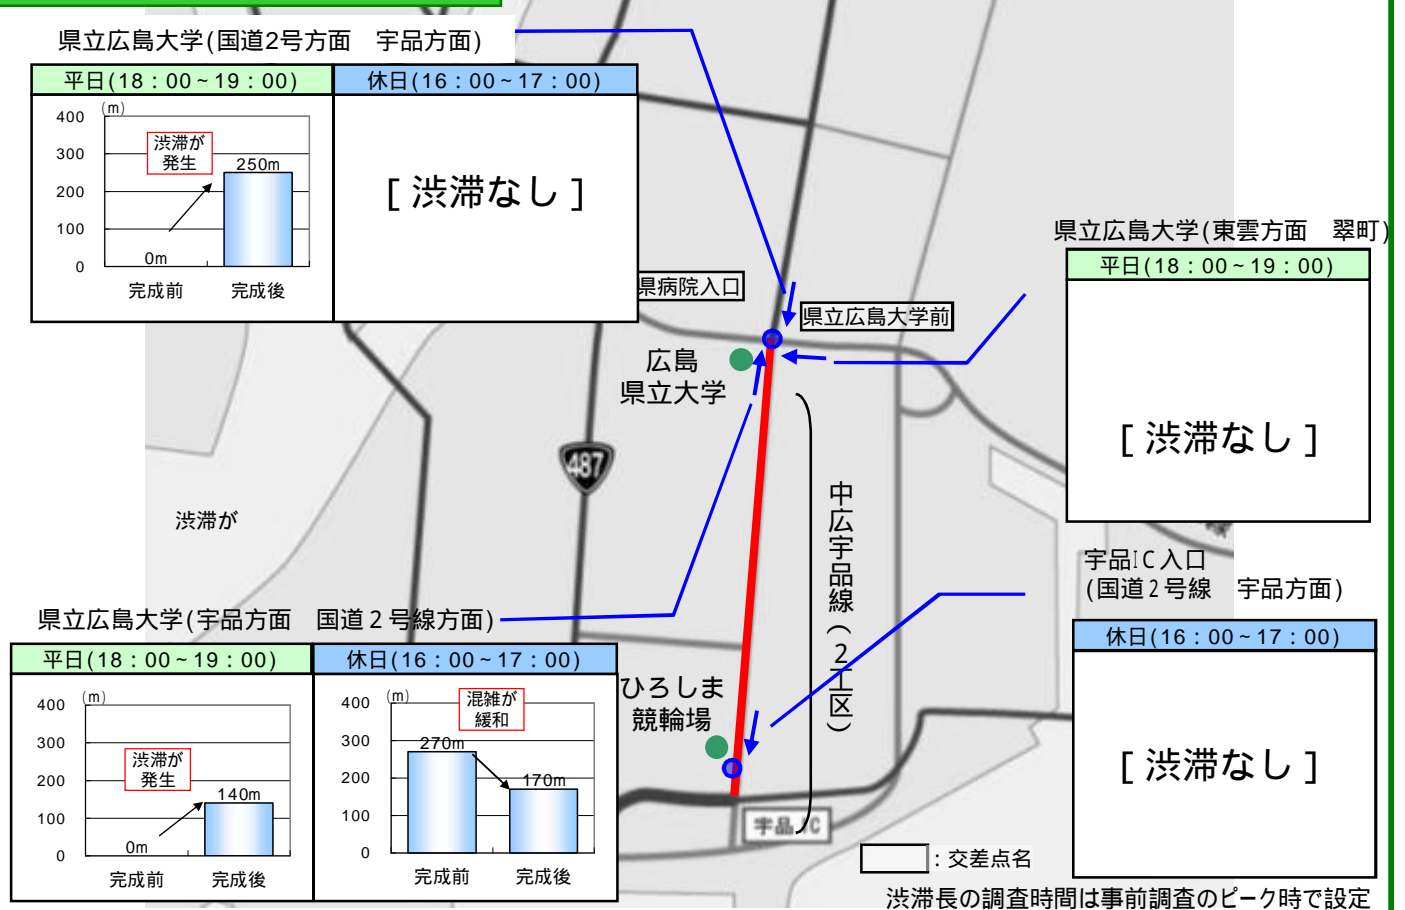 県立広島大学(国道2号方面　宇品方面)
平日(18：00～19：00)
休日(16：00～17：00)
(m)
400
300
200
100
0
渋滞が
発生
250m
0m
完成前
完成後
[ 渋滞なし ]
県病院入口
県立広島大学前
広島
県立大学
県立広島大学(東雲方面　翠町)
平日(18：00～19：00)
[ 渋滞なし ]
487
渋滞が
中広宇品線(2工区)
宇品IC入口
(国道2号線　宇品方面)
休日(16：00～17：00)
[ 渋滞なし ]
県立広島大学(宇品方面　国道２号線方面)
平日(18：00～19：00)
休日(16：00～17：00)
(m)
400
300
200
100
0
渋滞が
発生
140m
0m
完成前
完成後
(m)
400
300
200
100
0
混雑が
緩和
270m
170m
完成前
完成後
ひろしま
競輪場
宇品IC
：交差点名
渋滞長の調査時間は事前調査のピーク時で設定